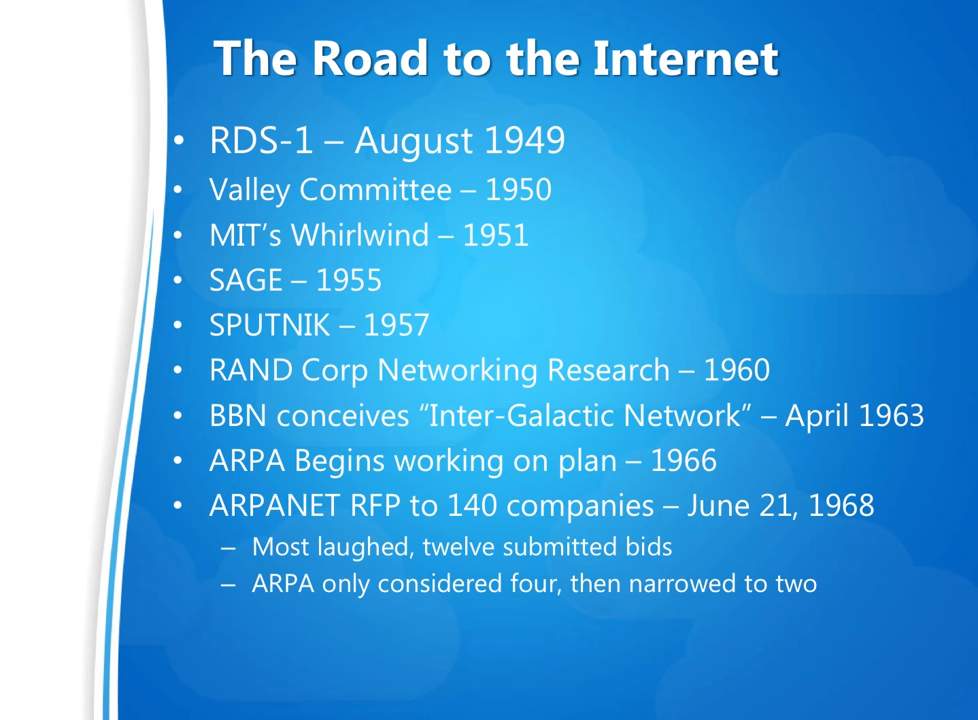 The Road to the Internet
• RDS-1 – August 1949
• Valley Committee – 1950
• MIT’s Whirlwind – 1951
• SAGE – 1955
• SPUTNIK – 1957
• RAND Corp Networking Research – 1960
• BBN conceives “Inter-Galactic Network” – April 1963
• ARPA Begins working on plan – 1966
• ARPANET RFP to 140 companies – June 21, 1968
– Most laughed, twelve submitted bids
– ARPA only considered four, then narrowed to two